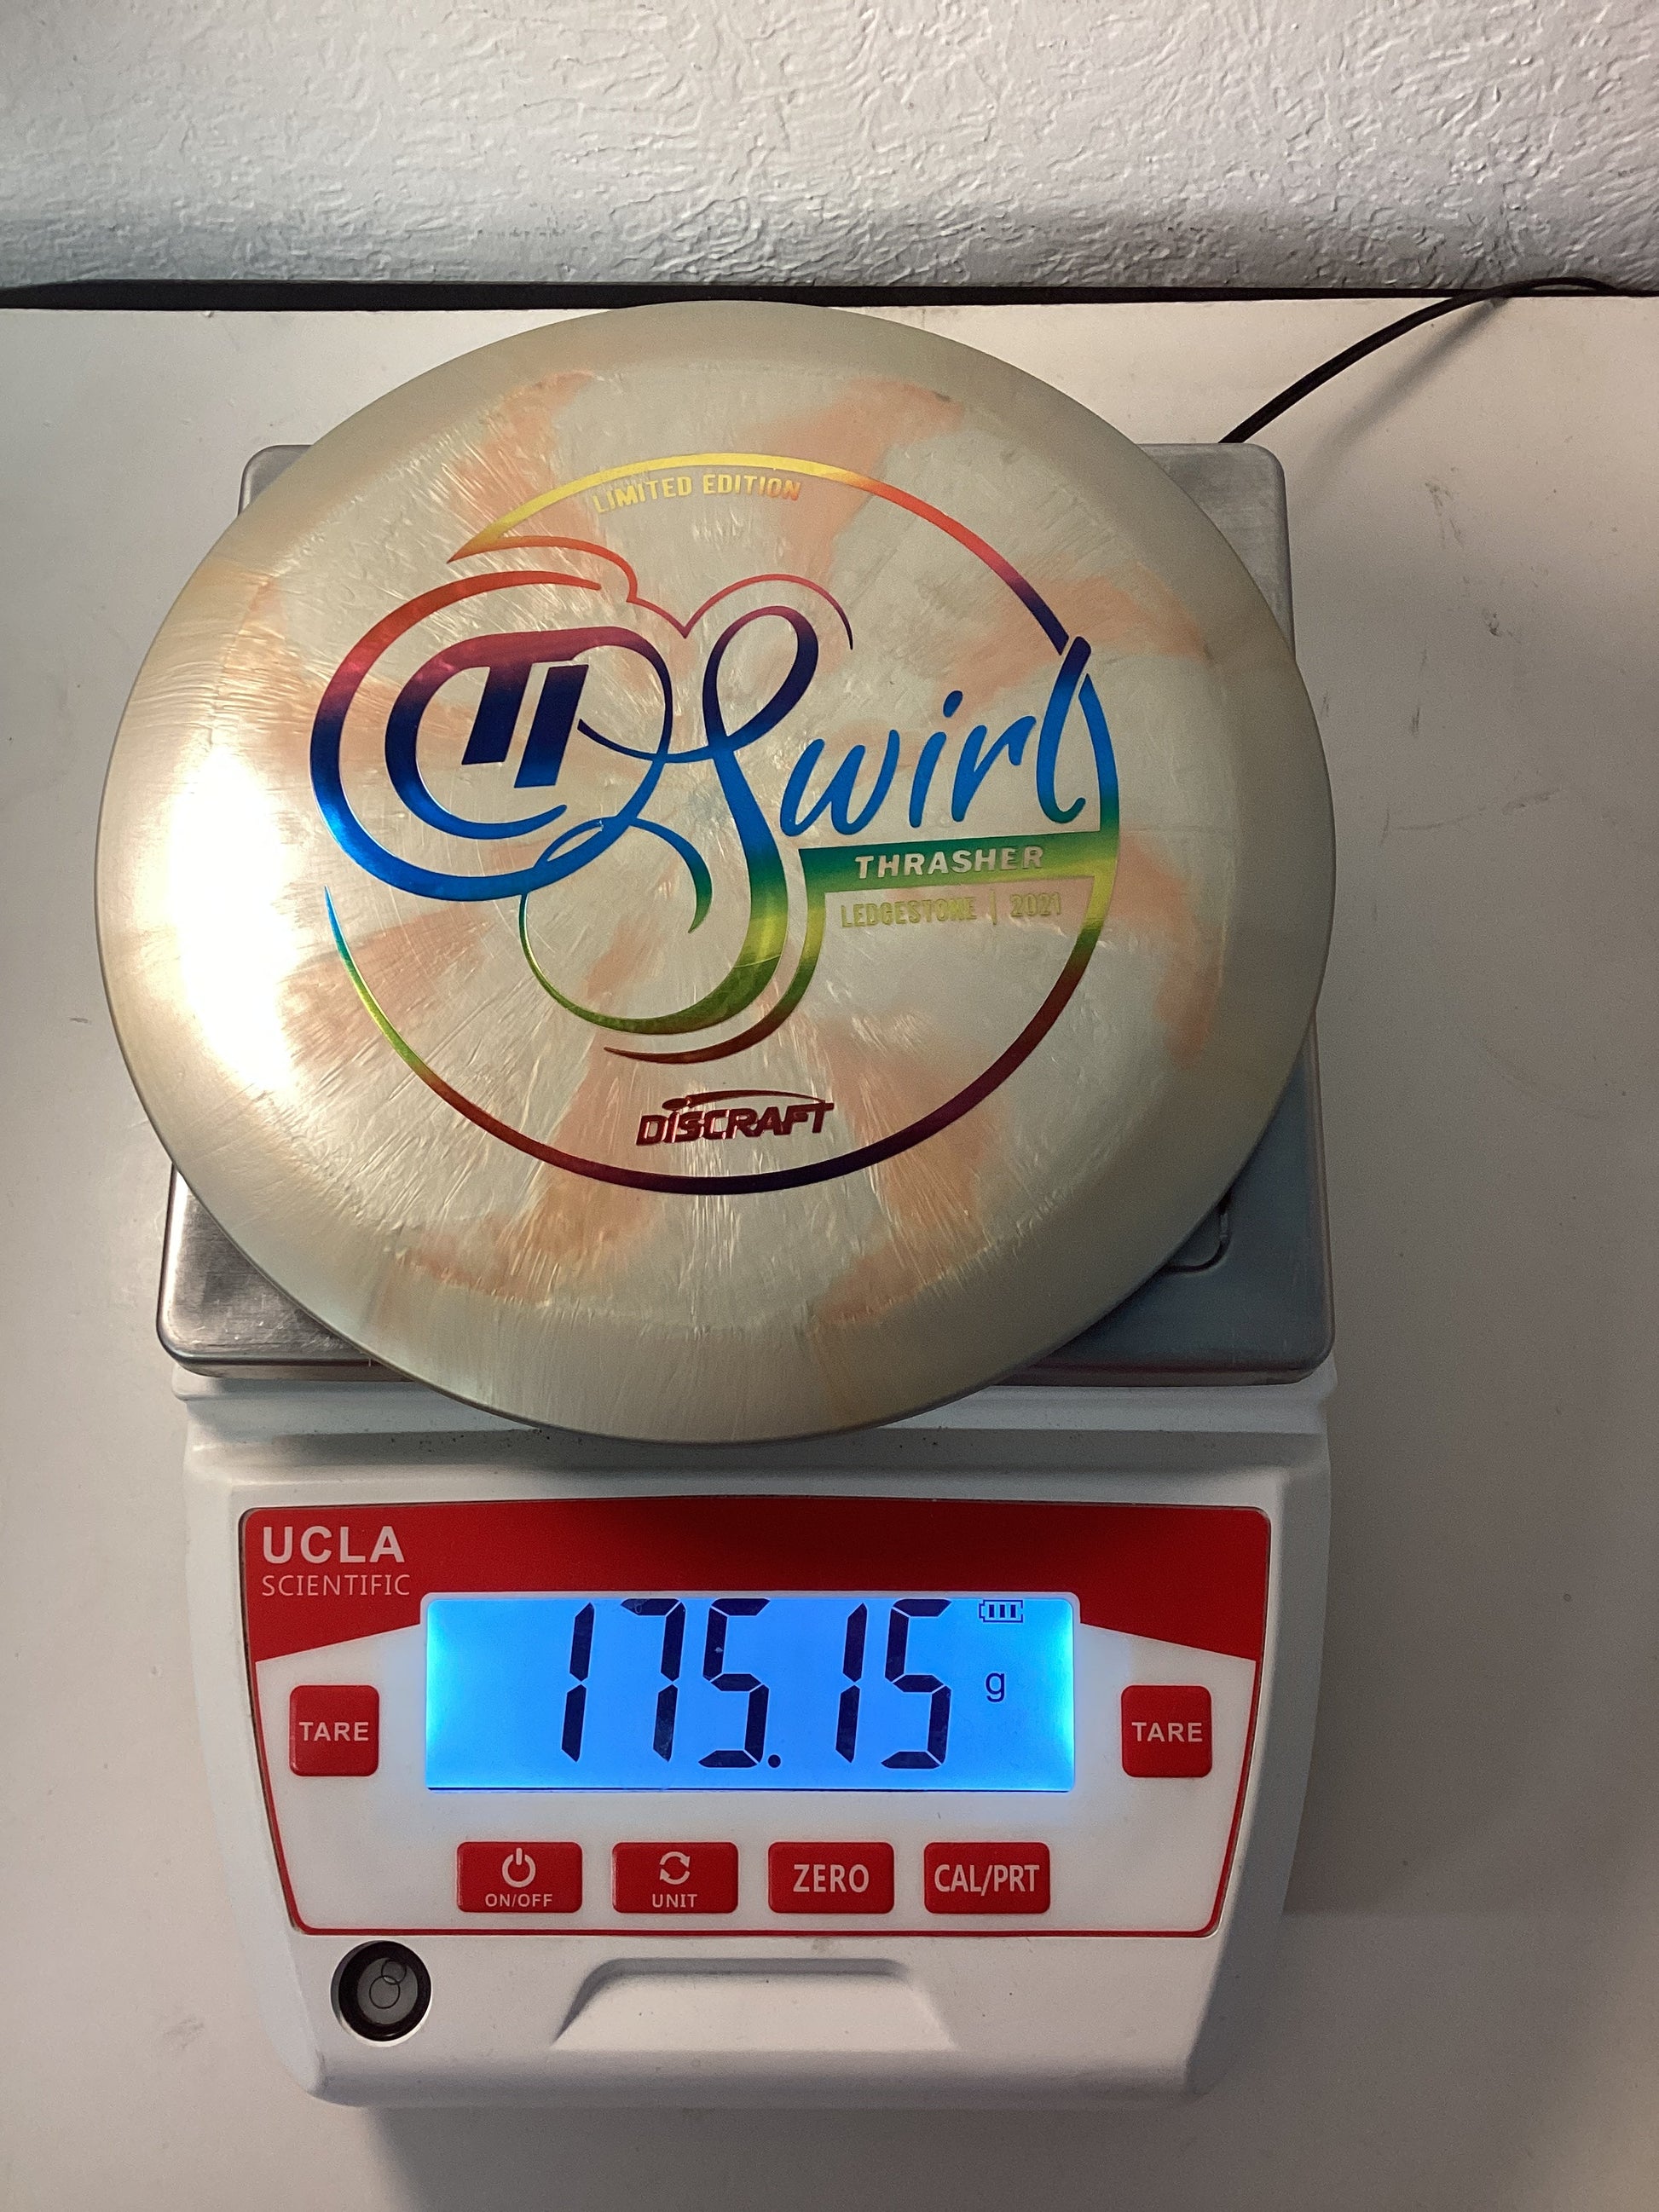 LIMITED EDITION
TI Swirl
THRASHER
LEDGESTONE | 2021
DISCRAFT
UCLA
SCIENTIFIC
175.15 g
TARE
TARE
ON/OFF
UNIT
ZERO
CAL/PRT